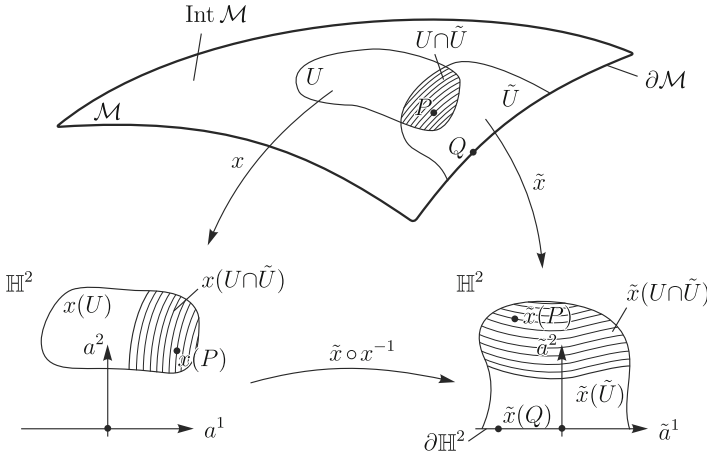 Int ℳ
U∩Ũ
U
∂ℳ
Ũ
P
ℳ
Q
x
x̃
ℍ²
x(U∩Ũ)
x(U)
x(P)
a²
a¹
x̃∘x⁻¹
ℍ²
x̃(U∩Ũ)
x̃(P)
ã²
x̃(Ũ)
x̃(Q)
∂ℍ²
ã¹